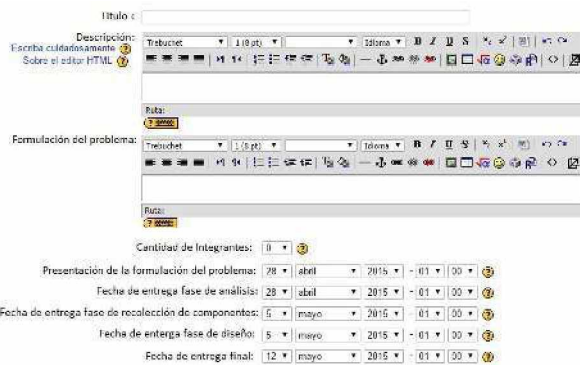 Título :
Descripción:
Escriba cuidadosamente
Sobre el editor HTML
Trebuchet 1 (8 pt) Idioma B I U S
Ruta:
Formulación del problema:
Trebuchet 1 (8 pt) Idioma B I U S
Ruta:
Cantidad de Integrantes: 0
Presentación de la formulación del problema: 28 abril 2015 - 01 00
Fecha de entrega fase de análisis: 28 abril 2015 - 01 00
Fecha de entrega fase de recolección de componentes: 5 mayo 2015 - 01 00
Fecha de enterga fase de diseño: 5 mayo 2015 - 01 00
Fecha de entrega final: 12 mayo 2015 - 01 00